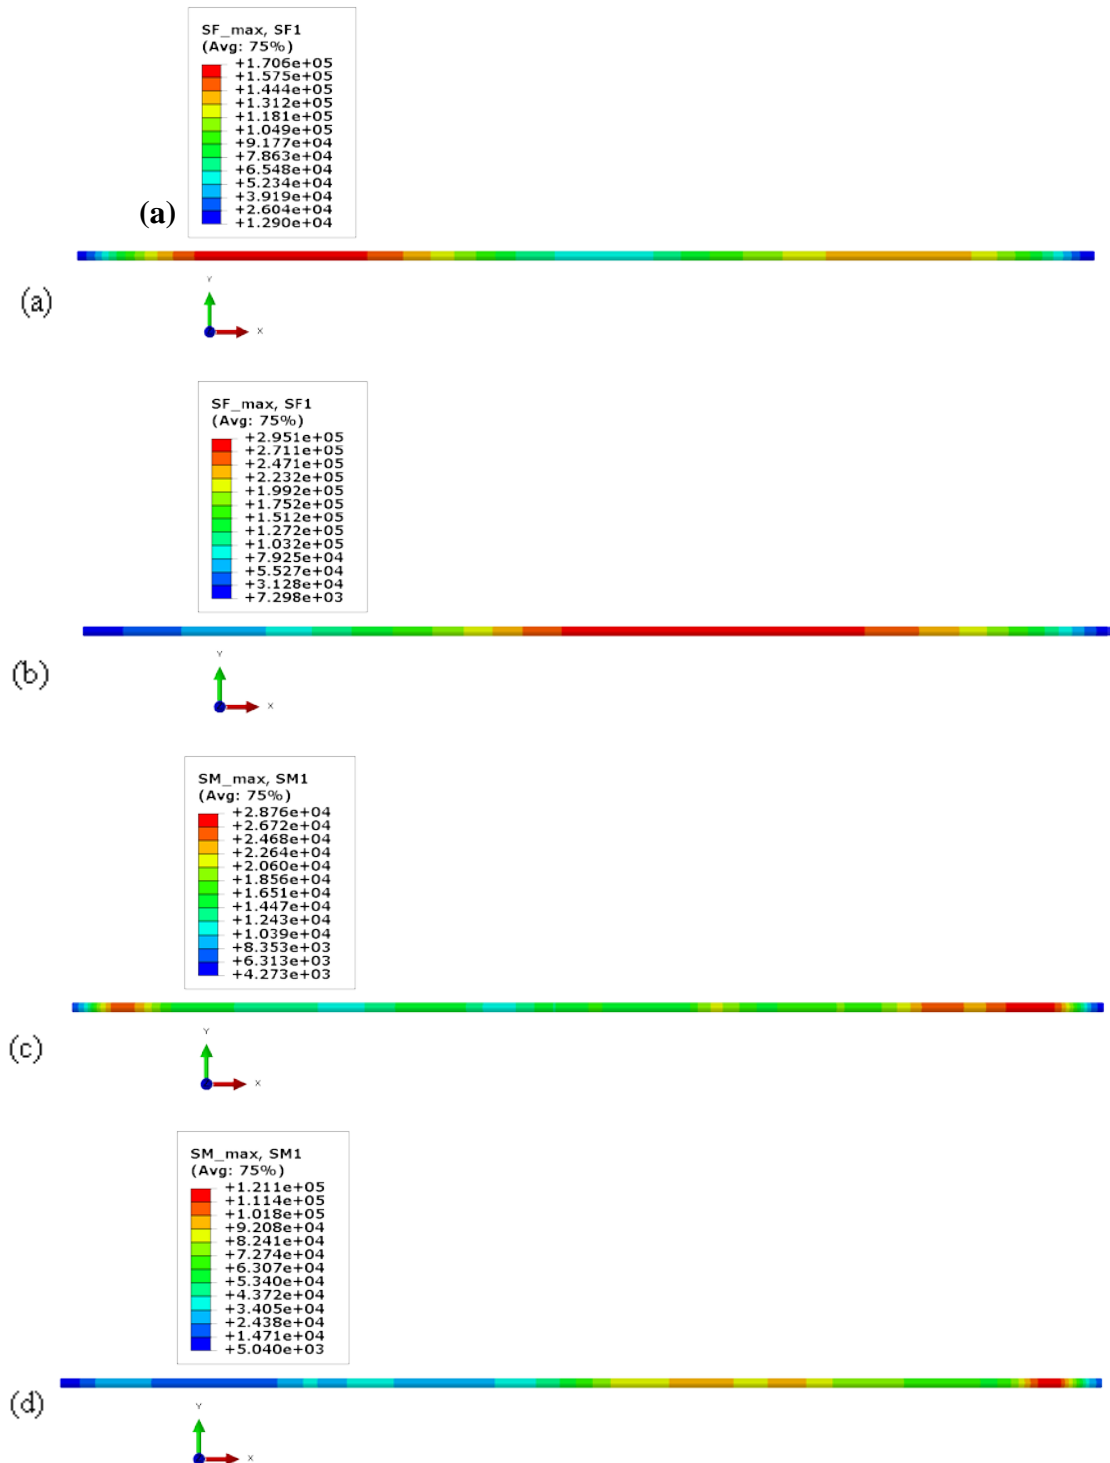 SF_max, SF1
(Avg: 75%)
+1.706e+05
+1.575e+05
+1.444e+05
+1.312e+05
+1.181e+05
+1.049e+05
+9.177e+04
+7.863e+04
+6.548e+04
+5.234e+04
+3.919e+04
+2.604e+04
+1.290e+04
(a)
(a)
Y
X
SF_max, SF1
(Avg: 75%)
+2.951e+05
+2.711e+05
+2.471e+05
+2.232e+05
+1.992e+05
+1.752e+05
+1.512e+05
+1.272e+05
+1.032e+05
+7.925e+04
+5.527e+04
+3.128e+04
+7.298e+03
(b)
Y
X
SM_max, SM1
(Avg: 75%)
+2.876e+04
+2.672e+04
+2.468e+04
+2.264e+04
+2.060e+04
+1.856e+04
+1.651e+04
+1.447e+04
+1.243e+04
+1.039e+04
+8.353e+03
+6.313e+03
+4.273e+03
(c)
Y
X
SM_max, SM1
(Avg: 75%)
+1.211e+05
+1.114e+05
+1.018e+05
+9.208e+04
+8.241e+04
+7.274e+04
+6.307e+04
+5.340e+04
+4.372e+04
+3.405e+04
+2.438e+04
+1.471e+04
+5.040e+03
(d)
Y
X